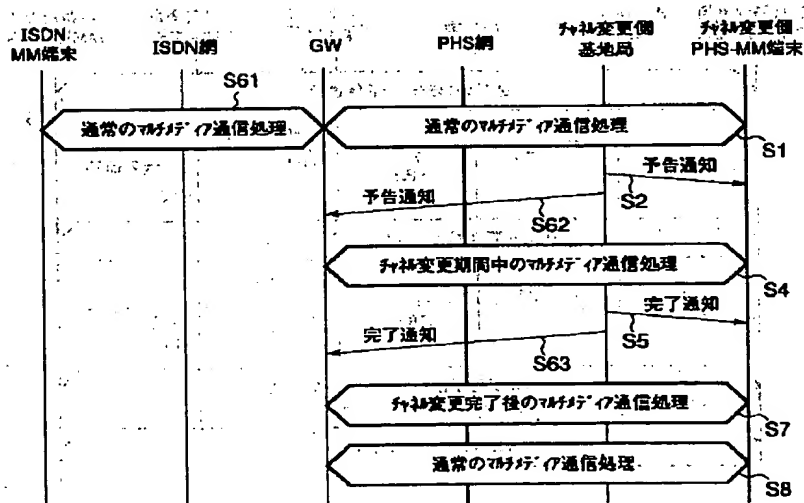 ISDN
MM端末
ISDN網
GW
PHS網
ﾁｬﾈﾙ変更側
基地局
ﾁｬﾈﾙ変更側
PHS-MM端末
S61
通常のﾏﾙﾁﾒﾃﾞｨｱ通信処理
通常のﾏﾙﾁﾒﾃﾞｨｱ通信処理
S1
予告通知
S2
予告通知
S62
ﾁｬﾈﾙ変更期間中のﾏﾙﾁﾒﾃﾞｨｱ通信処理
S4
完了通知
S5
完了通知
S63
ﾁｬﾈﾙ変更完了後のﾏﾙﾁﾒﾃﾞｨｱ通信処理
S7
通常のﾏﾙﾁﾒﾃﾞｨｱ通信処理
S8